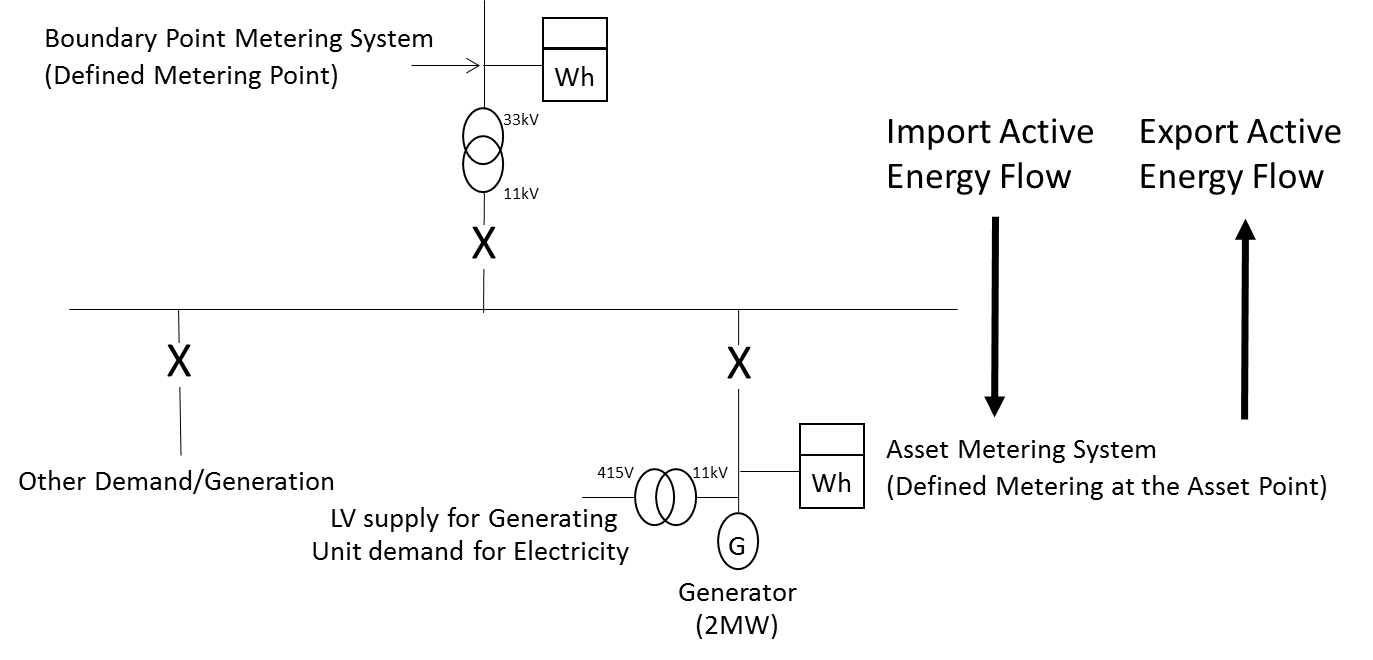 Boundary Point Metering System
(Defined Metering Point)
Wh
33kV
11kV
X
Import Active
Energy Flow
Export Active
Energy Flow
X
X
Other Demand/Generation
415V
11kV
LV supply for Generating
Unit demand for Electricity
Wh
Asset Metering System
(Defined Metering at the Asset Point)
G
Generator
(2MW)